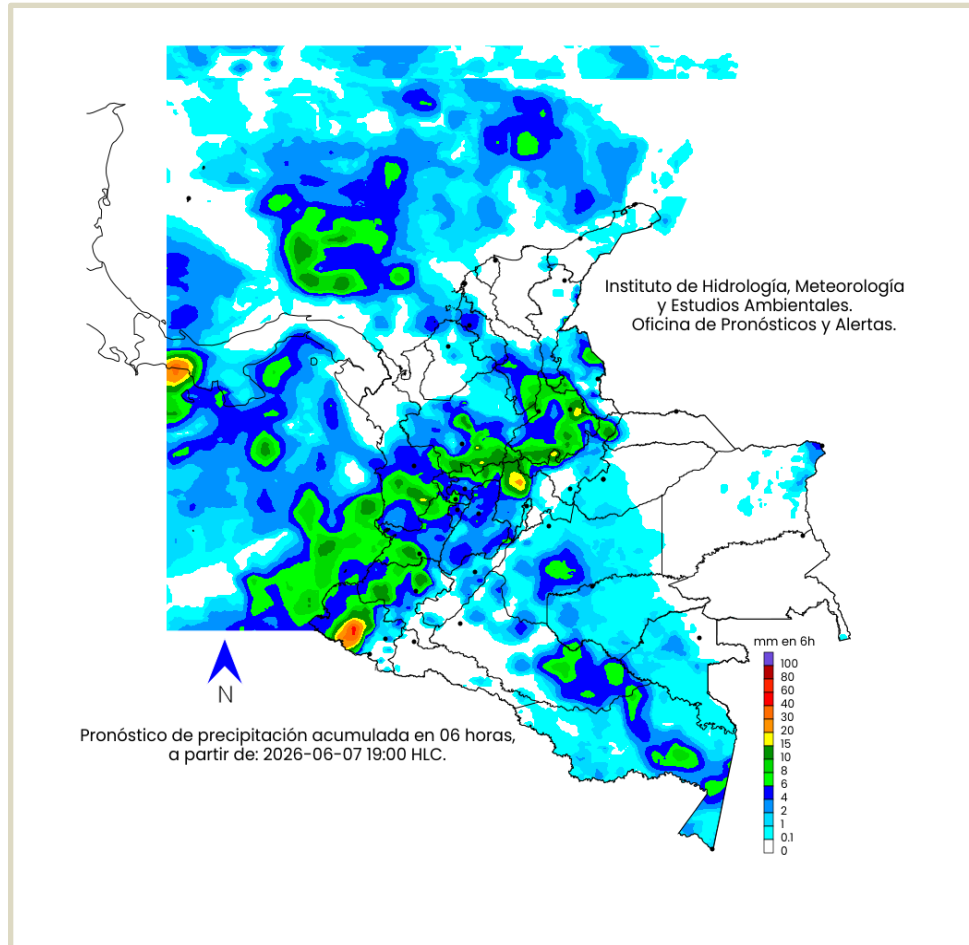 Instituto de Hidrología, Meteorología
y Estudios Ambientales.
Oficina de Pronósticos y Alertas.
mm en 6h
100
80
60
40
30
20
15
10
8
6
4
2
1
0.1
0
N
Pronóstico de precipitación acumulada en 06 horas,
a partir de: 2026-06-07 19:00 HLC.